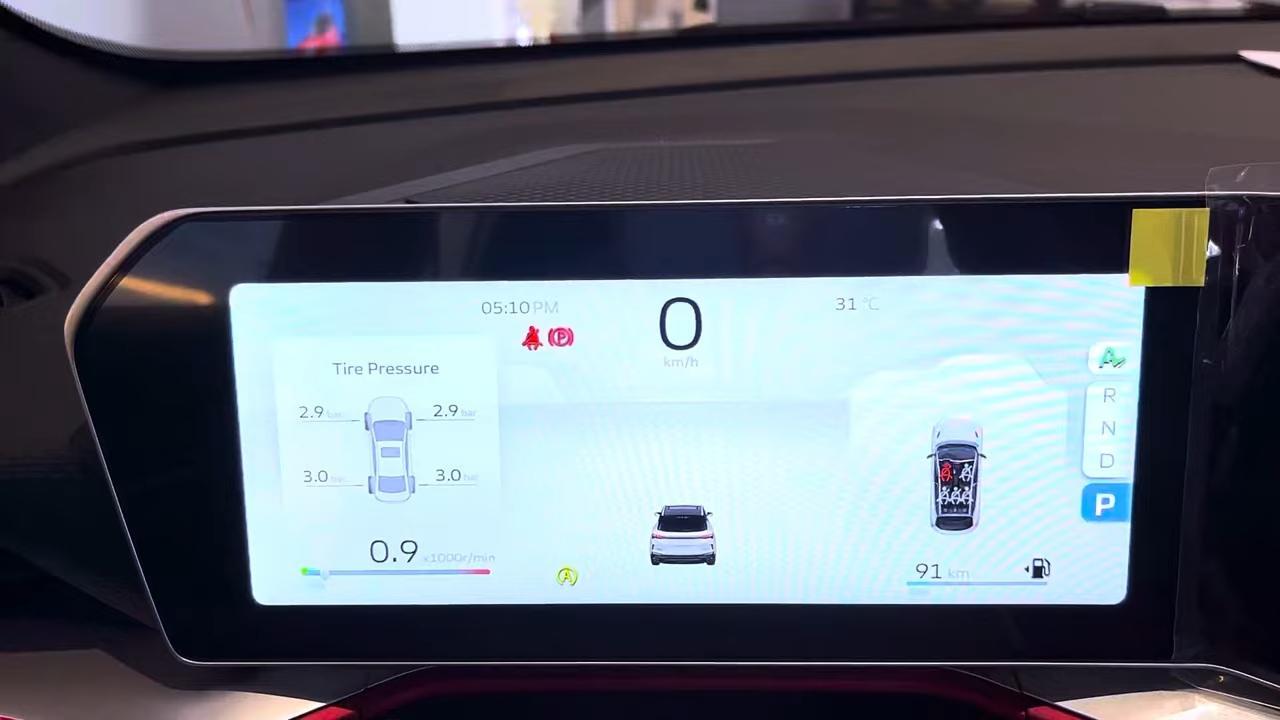 05:10 PM
0
km/h
31 °C
Tire Pressure
2.9 bar
2.9 bar
3.0 bar
3.0 bar
0.9 x1000r/min
A
R
N
D
P
91 km